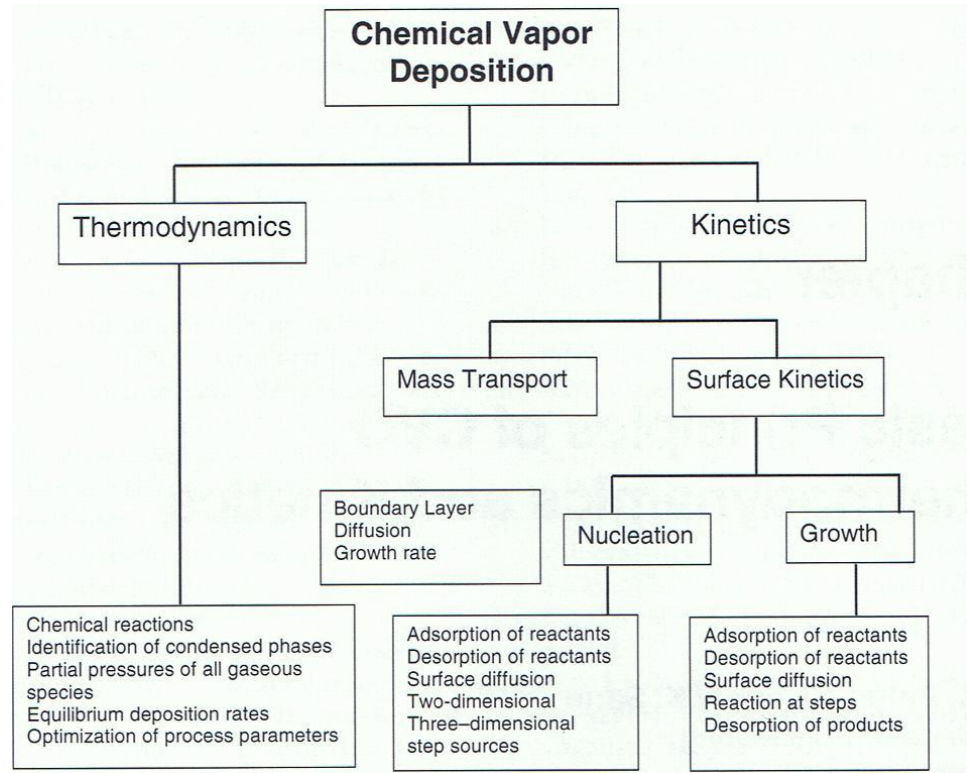 Chemical Vapor
Deposition
Thermodynamics
Kinetics
Mass Transport
Surface Kinetics
Boundary Layer
Diffusion
Growth rate
Nucleation
Growth
Chemical reactions
Identification of condensed phases
Partial pressures of all gaseous
species
Equilibrium deposition rates
Optimization of process parameters
Adsorption of reactants
Desorption of reactants
Surface diffusion
Two-dimensional
Three–dimensional
step sources
Adsorption of reactants
Desorption of reactants
Surface diffusion
Reaction at steps
Desorption of products